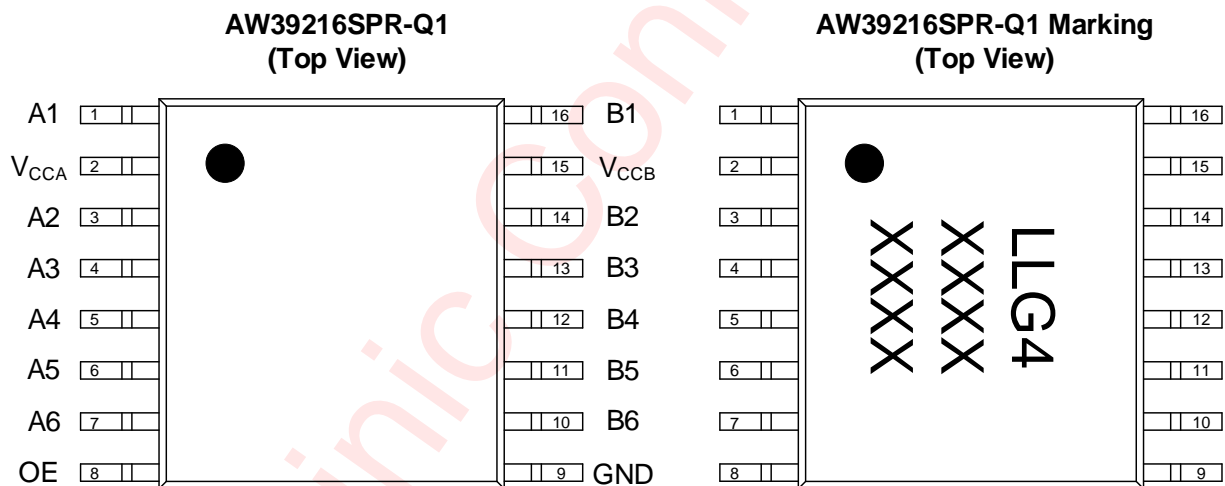 AW39216SPR-Q1
(Top View)
A1 1 16 B1
VCCA 2 15 VCCB
A2 3 14 B2
A3 4 13 B3
A4 5 12 B4
A5 6 11 B5
A6 7 10 B6
OE 8 9 GND
AW39216SPR-Q1 Marking
(Top View)
1 16
2 15
3 14
4 13
5 12
6 11
7 10
8 9
LLG4
XXXX
XXXX